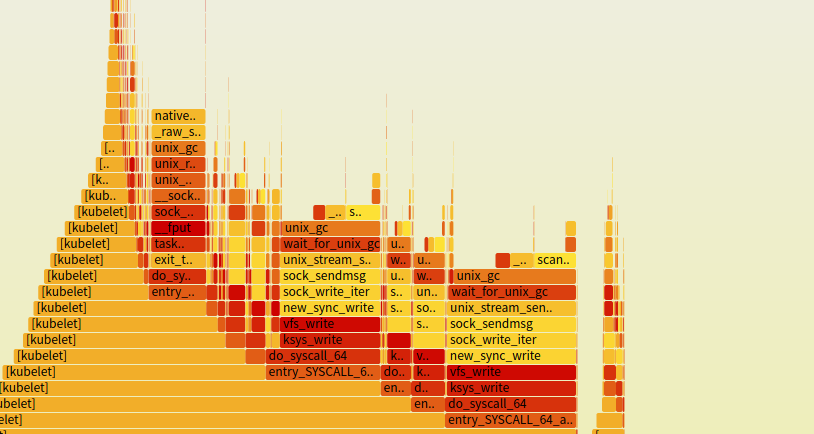 native..
_raw_s..
[.. unix_gc
[.. unix_r..
[k.. unix_..
[kub.. __sock..
[kubelet] sock_.. _.. s..
[kubelet] __fput unix_gc
[kubelet] task.. wait_for_unix_gc u..
[kubelet] exit_t.. unix_stream_s.. w.. u.. _.. scan..
[kubelet] do_sy.. sock_sendmsg u.. w.. unix_gc
[kubelet] entry_.. sock_write_iter s.. un.. wait_for_unix_gc
[kubelet] new_sync_write s.. so.. unix_stream_sen..
[kubelet] vfs_write s.. sock_sendmsg
[kubelet] ksys_write sock_write_iter
[kubelet] do_syscall_64 k.. v.. new_sync_write
[kubelet] entry_SYSCALL_6.. do.. k.. vfs_write
[kubelet] en.. d.. ksys_write
ubelet] en.. do_syscall_64
elet] entry_SYSCALL_64_a..